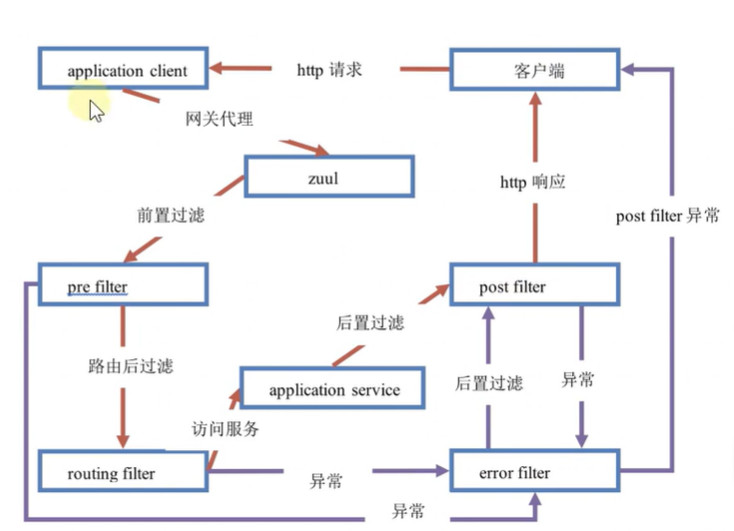 application client
http 请求
客户端
网关代理
zuul
http 响应
前置过滤
post filter 异常
pre filter
post filter
后置过滤
路由后过滤
application service
后置过滤
异常
访问服务
routing filter
异常
error filter
异常